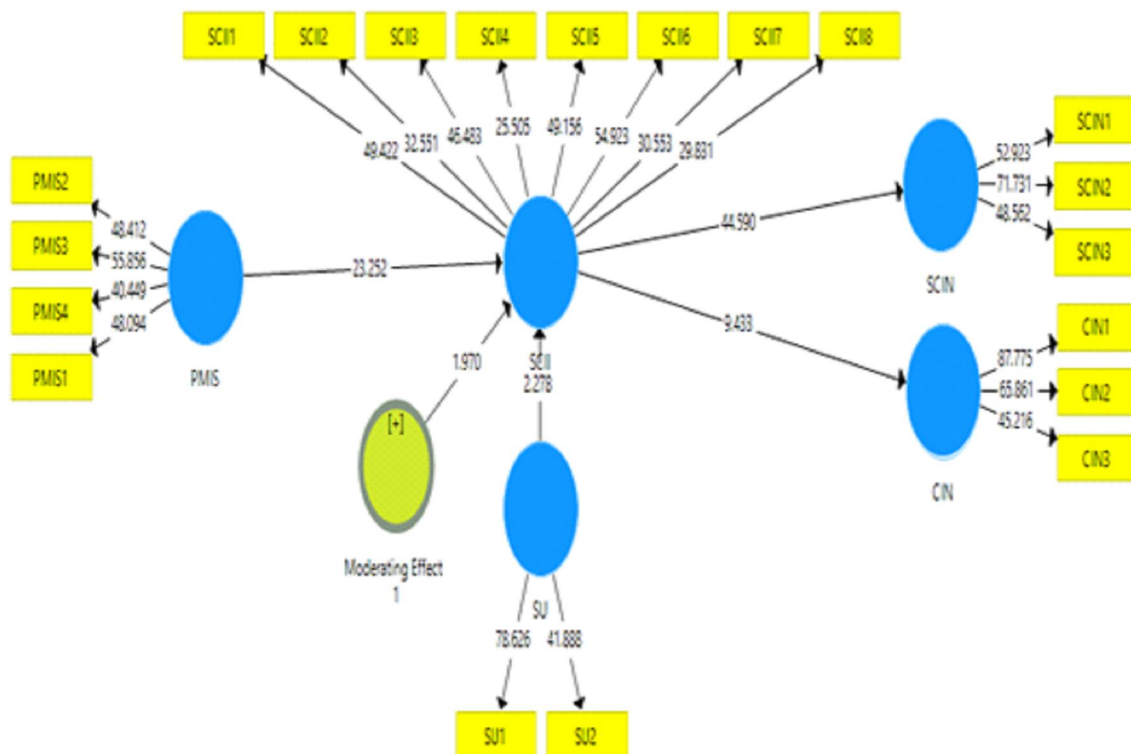 SCII1 SCII2 SCII3 SCII4 SCII5 SCII6 SCII7 SCII8
49.422 32.551 46.483 25.505 49.156 54.923 30.553 29.831
PMIS2
PMIS3
PMIS4
PMIS1
48.412
55.856
40.449
48.094
PMIS
23.252
SCII
44.590
9.433
SCIN
52.923
71.731
48.562
SCIN1
SCIN2
SCIN3
CIN
87.775
65.861
45.216
CIN1
CIN2
CIN3
1.970
2.278
[+]
Moderating Effect
1
SU
78.626 41.888
SU1 SU2